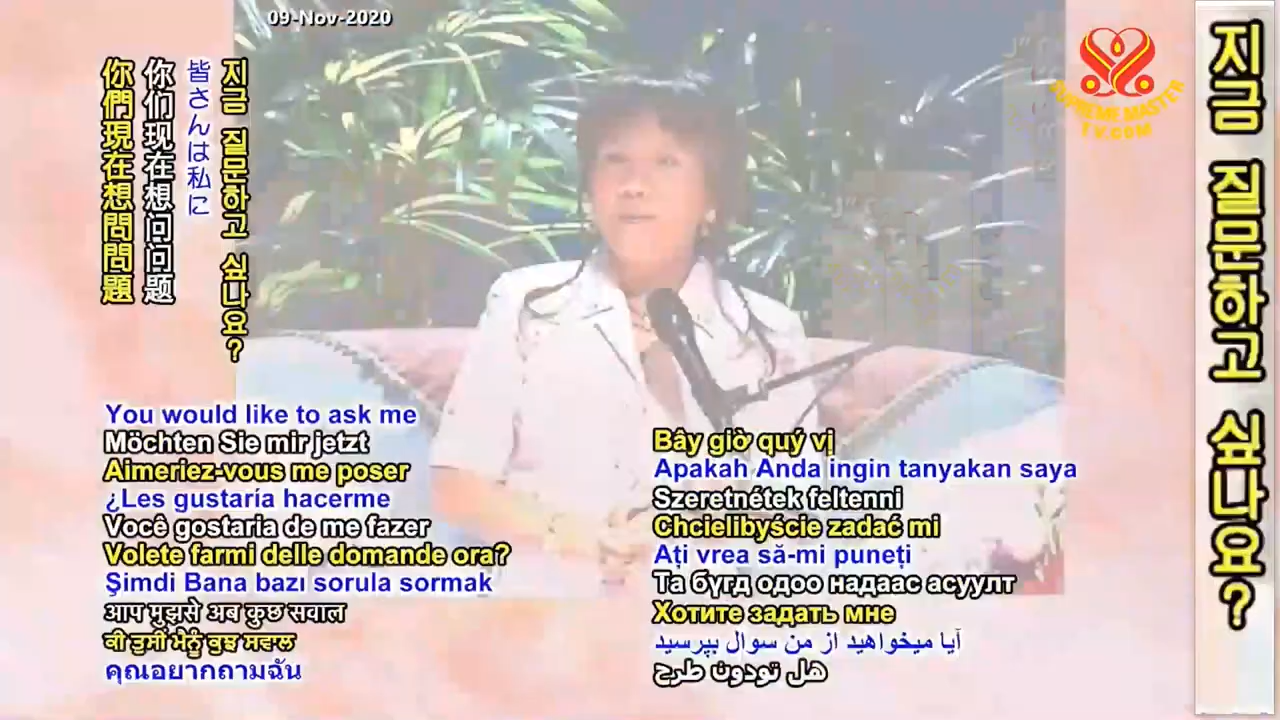 09-Nov-2020
SUPREME MASTER
TV.COM
你們現在想問問題
你们现在想问问题
皆さんは私に
지금 질문하고 싶나요?
You would like to ask me
Möchten Sie mir jetzt
Aimeriez-vous me poser
¿Les gustaría hacerme
Você gostaria de me fazer
Volete farmi delle domande ora?
Şimdi Bana bazı sorula sormak
आप मुझसे अब कुछ सवाल
ਕੀ ਤੁਸੀਂ ਮੈਨੂੰ ਕੁਝ ਸਵਾਲ
คุณอยากถามฉัน
Bây giờ quý vị
Apakah Anda ingin tanyakan saya
Szeretnétek feltenni
Chcielibyście zadać mi
Ați vrea să-mi puneți
Та бүгд одоо надаас асуулт
Хотите задать мне
آیا میخواهید از من سوال بپرسید
هل تودون طرح
지금 질문하고 싶나요?